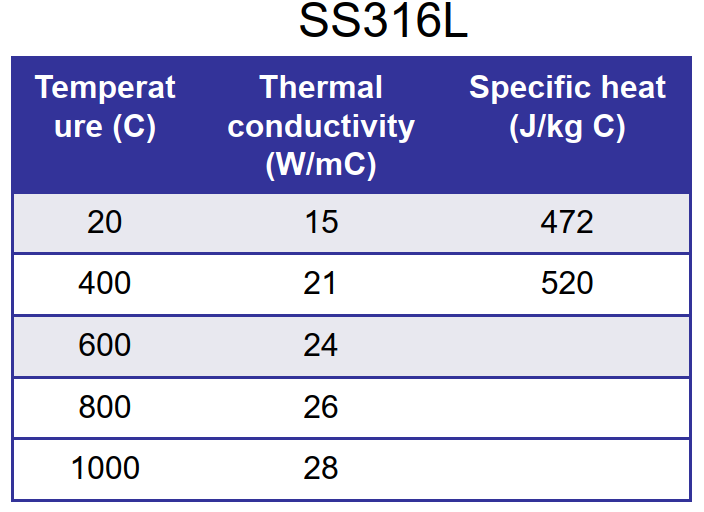 SS316L
Temperat
ure (C)
Thermal
conductivity
(W/mC)
Specific heat
(J/kg C)
20 15 472
400 21 520
600 24
800 26
1000 28